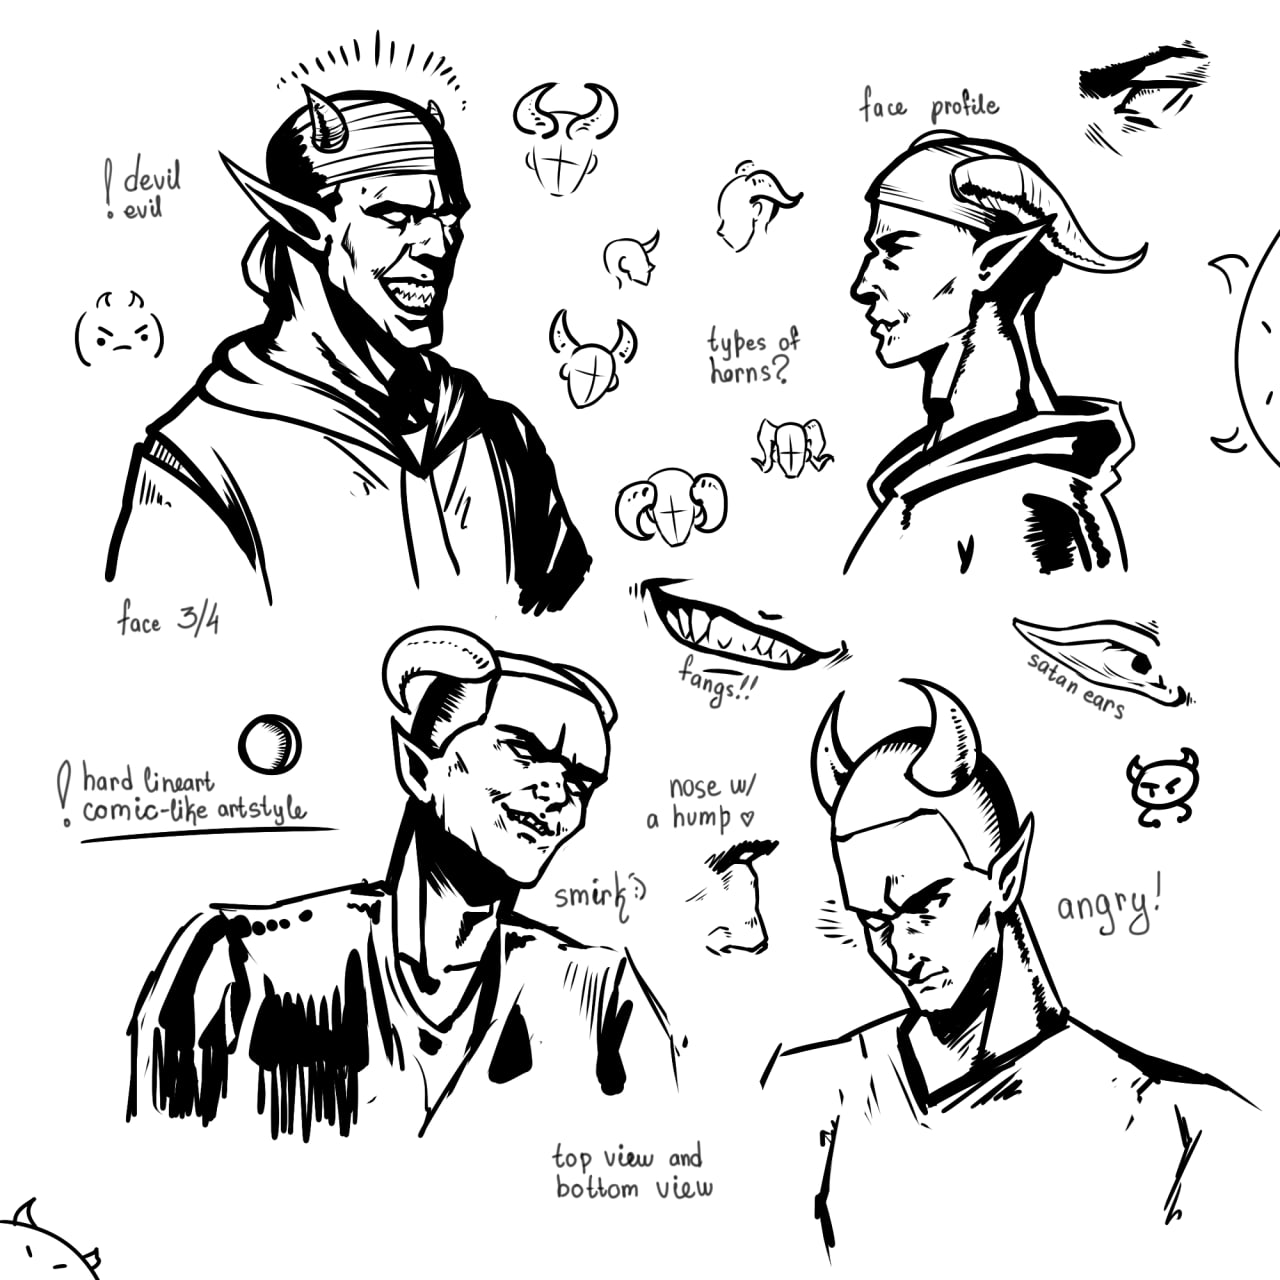 face profile
! devil
! evil
types of
horns?
face 3/4
fangs!!
satan ears
! hard lineart
comic-like artstyle
nose w/
a hump ♡
smirk :)
angry!
top view and
bottom view